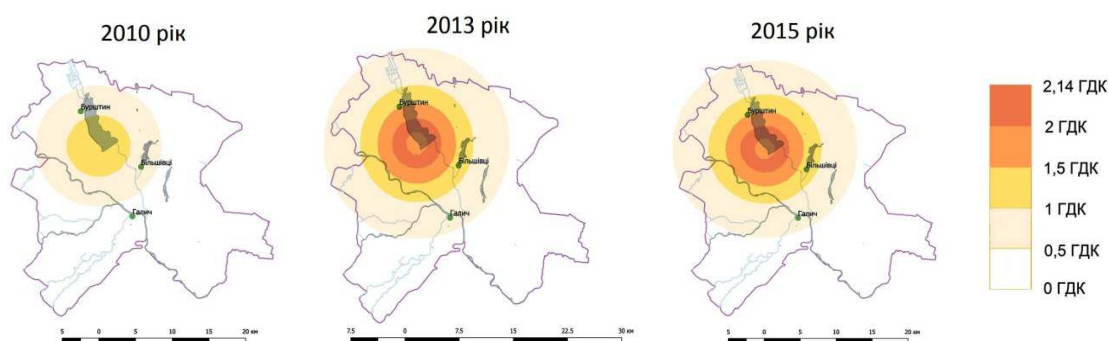 2010 рік
2013 рік
2015 рік
Бурштин
Більшівці
Галич
Бурштин
Більшівці
Галич
Бурштин
Більшівці
Галич
2,14 ГДК
2 ГДК
1,5 ГДК
1 ГДК
0,5 ГДК
0 ГДК
5 0 5 10 15 20 км
7.5 0 7.5 15 22.5 30 км
5 0 5 10 15 20 км